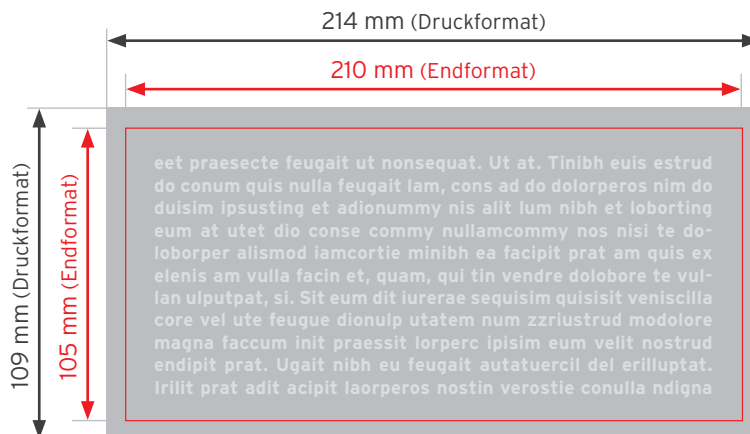 214 mm (Druckformat)
210 mm (Endformat)
109 mm (Druckformat)
105 mm (Endformat)
eet praesecte feugait ut nonsequat. Ut at. Tinibh euis estrud
do conum quis nulla feugait lam, cons ad do dolorperos nim do
duisim ipsusting et adionummy nis alit lum nibh et loborting
eum at utet dio conse commy nullamcommy nos nisi te do-
loborper alismod iamcortie minibh ea facipit prat am quis ex
elenis am vulla facin et, quam, qui tin vendre dolobore te vul-
lan ulputpat, si. Sit eum dit iurerae sequisim quisisit veniscilla
core vel ute feugue dionulp utatem num zzriustrud modolore
magna faccum init praessit lorperc ipisim eum velit nostrud
endipit prat. Ugait nibh eu feugait autatuercil del erilluptat.
Irilit prat adit acipit laorperos nostin verostie conulla ndigna